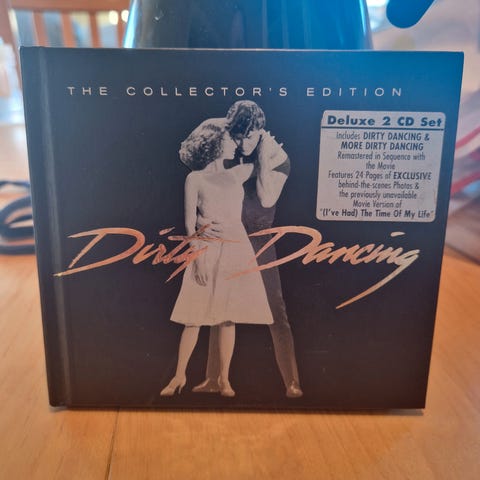 THE COLLECTOR'S EDITION
Deluxe 2 CD Set
Includes DIRTY DANCING &
MORE DIRTY DANCING
Remastered in Sequence with
the Movie
Features 24 Pages of EXCLUSIVE
behind-the-scenes Photos &
the previously unavailable
Movie Version of
"(I've Had) The Time Of My Life"
Dirty Dancing